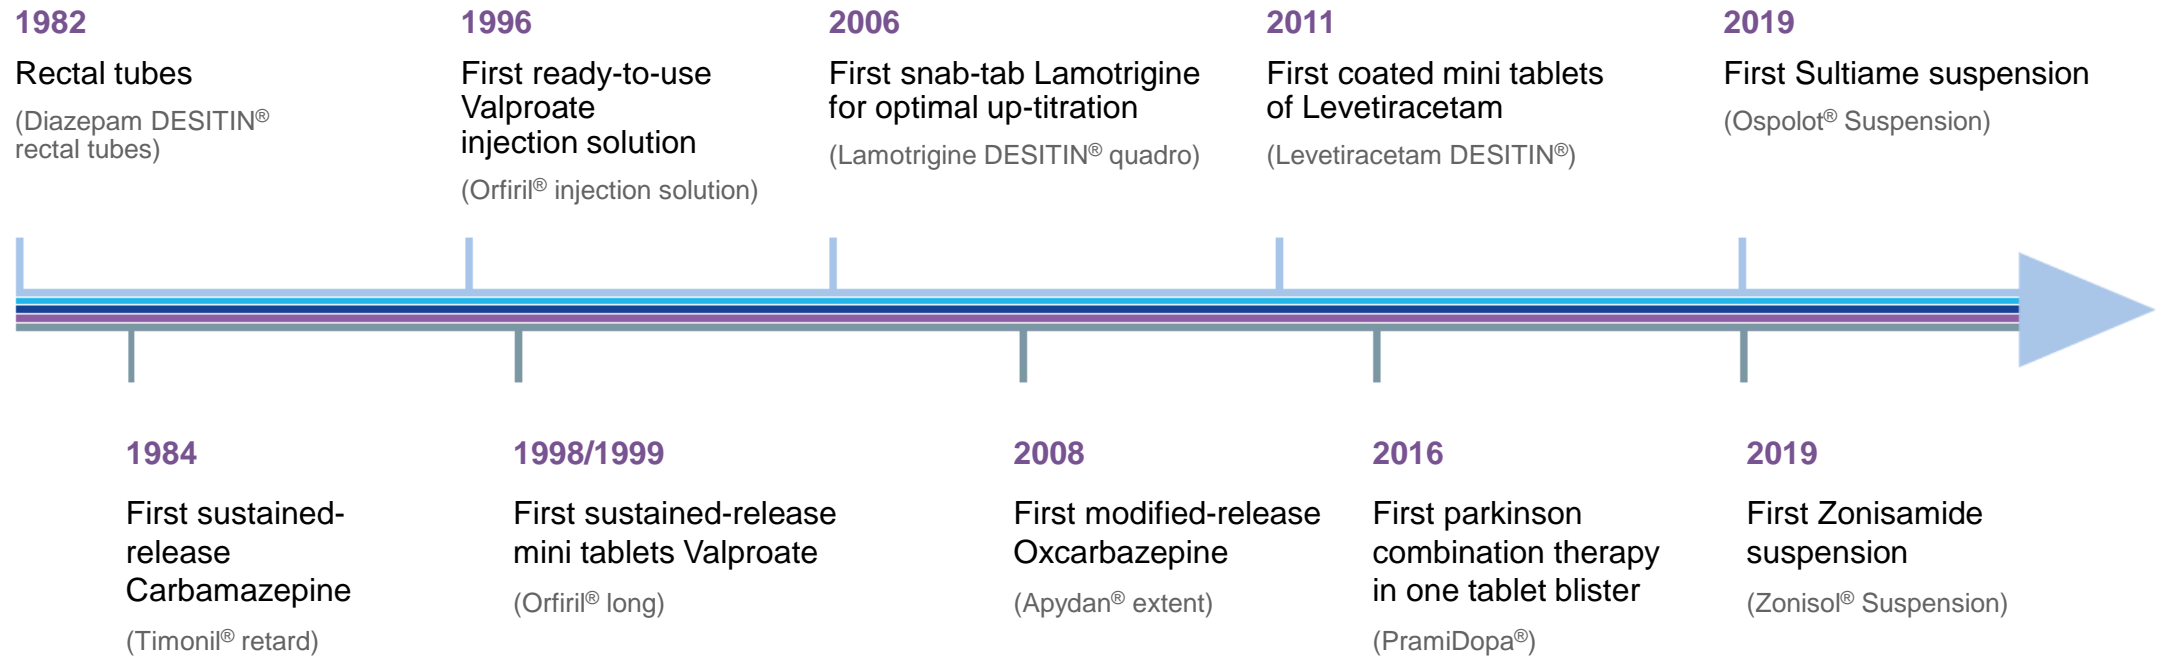 1982
Rectal tubes
(Diazepam DESITIN®
rectal tubes)
1996
First ready-to-use
Valproate
injection solution
(Orfiril® injection solution)
2006
First snab-tab Lamotrigine
for optimal up-titration
(Lamotrigine DESITIN® quadro)
2011
First coated mini tablets
of Levetiracetam
(Levetiracetam DESITIN®)
2019
First Sultiame suspension
(Ospolot® Suspension)
1984
First sustained-
release
Carbamazepine
(Timonil® retard)
1998/1999
First sustained-release
mini tablets Valproate
(Orfiril® long)
2008
First modified-release
Oxcarbazepine
(Apydan® extent)
2016
First parkinson
combination therapy
in one tablet blister
(PramiDopa®)
2019
First Zonisamide
suspension
(Zonisol® Suspension)